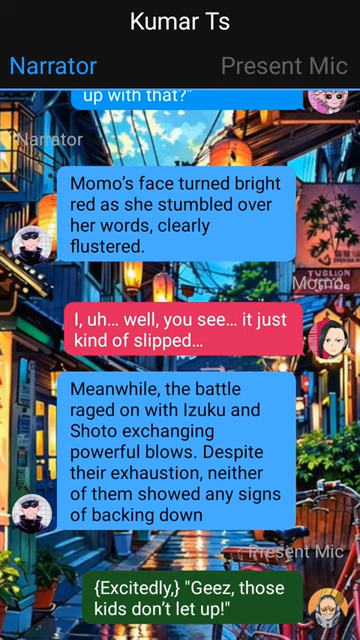 Kumar Ts
Narrator
Present Mic
up with that?"
Narrator
Momo’s face turned bright
red as she stumbled over
her words, clearly
flustered.
Momo
I, uh… well, you see… it just
kind of slipped…
Meanwhile, the battle
raged on with Izuku and
Shoto exchanging
powerful blows. Despite
their exhaustion, neither
of them showed any signs
of backing down
Present Mic
{Excitedly,} "Geez, those
kids don’t let up!"